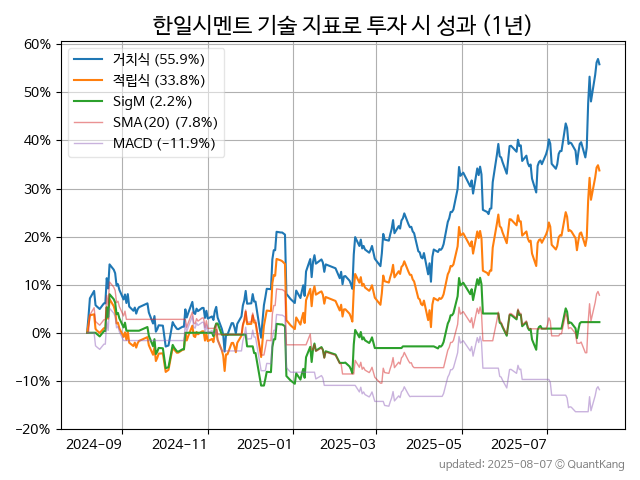 한일시멘트 기술 지표로 투자 시 성과 (1년)
60%
50%
40%
30%
20%
10%
0%
−10%
−20%
거치식 (55.9%)
적립식 (33.8%)
SigM (2.2%)
SMA(20) (7.8%)
MACD (−11.9%)
2024-09
2024-11
2025-01
2025-03
2025-05
2025-07
updated: 2025-08-07 © QuantKang